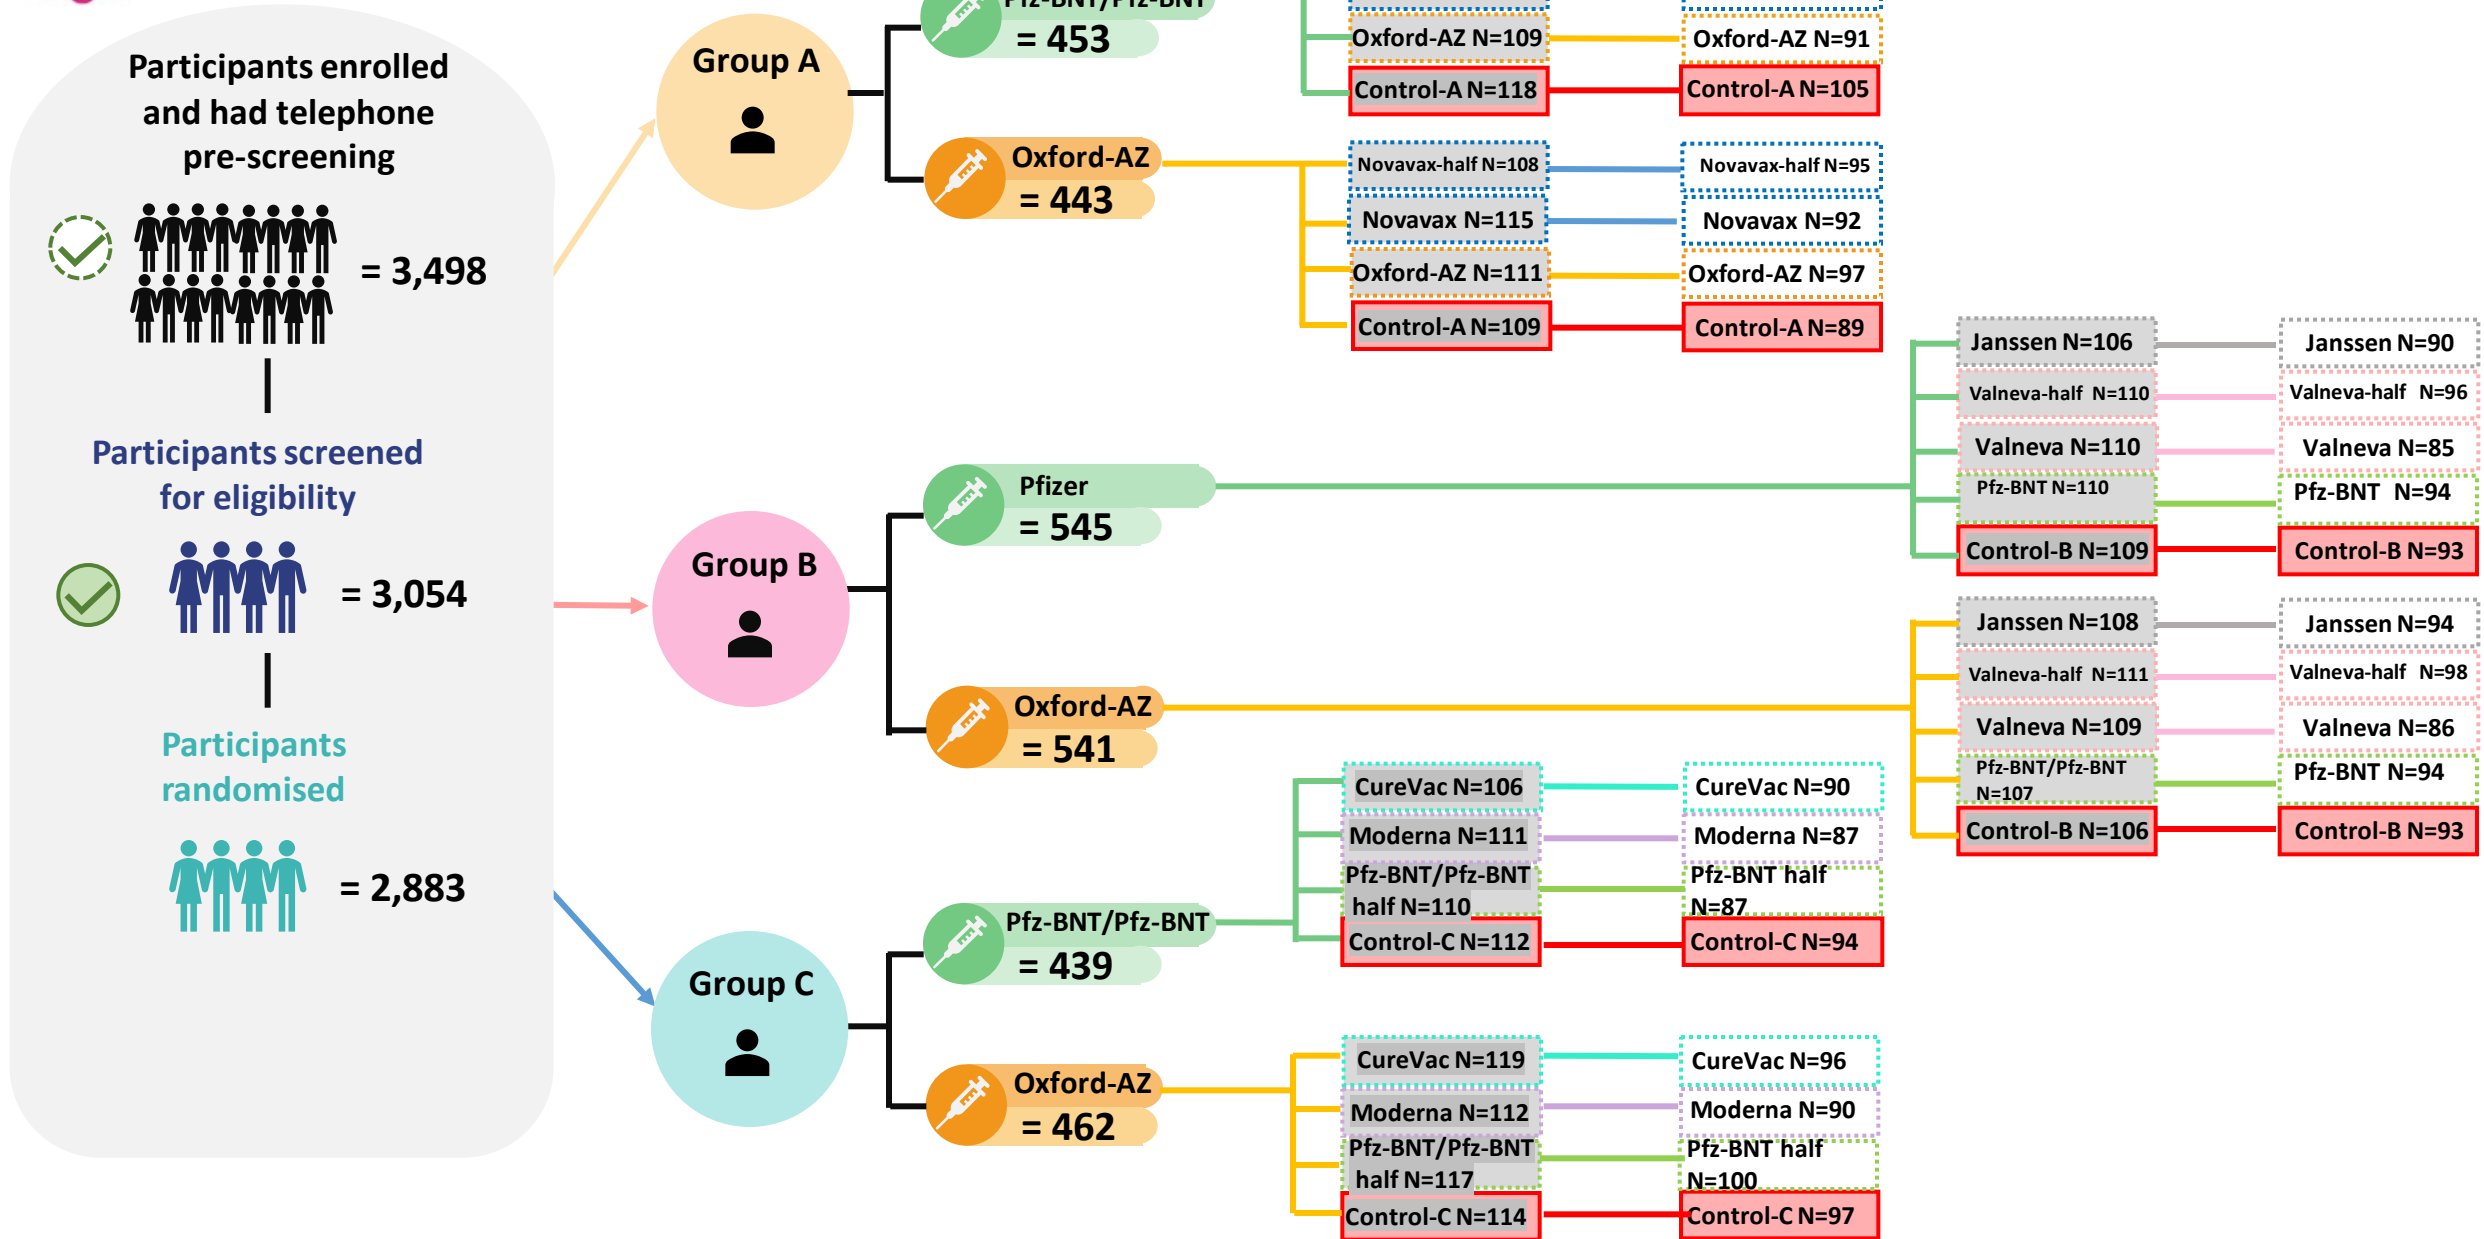 Participants enrolled
and had telephone
pre-screening
= 3,498
Participants screened
for eligibility
= 3,054
Participants
randomised
= 2,883
Group A
Pfz-BNT/Pfz-BNT
= 453
Oxford-AZ N=109
Oxford-AZ N=91
Control-A N=118
Control-A N=105
Oxford-AZ
= 443
Novavax-half N=108
Novavax-half N=95
Novavax N=115
Novavax N=92
Oxford-AZ N=111
Oxford-AZ N=97
Control-A N=109
Control-A N=89
Group B
Pfizer
= 545
Janssen N=106
Janssen N=90
Valneva-half N=110
Valneva-half N=96
Valneva N=110
Valneva N=85
Pfz-BNT N=110
Pfz-BNT N=94
Control-B N=109
Control-B N=93
Oxford-AZ
= 541
Janssen N=108
Janssen N=94
Valneva-half N=111
Valneva-half N=98
Valneva N=109
Valneva N=86
Pfz-BNT/Pfz-BNT
N=107
Pfz-BNT N=94
Control-B N=106
Control-B N=93
Group C
Pfz-BNT/Pfz-BNT
= 439
CureVac N=106
CureVac N=90
Moderna N=111
Moderna N=87
Pfz-BNT/Pfz-BNT
half N=110
Pfz-BNT half
N=87
Control-C N=112
Control-C N=94
Oxford-AZ
= 462
CureVac N=119
CureVac N=96
Moderna N=112
Moderna N=90
Pfz-BNT/Pfz-BNT
half N=117
Pfz-BNT half
N=100
Control-C N=114
Control-C N=97